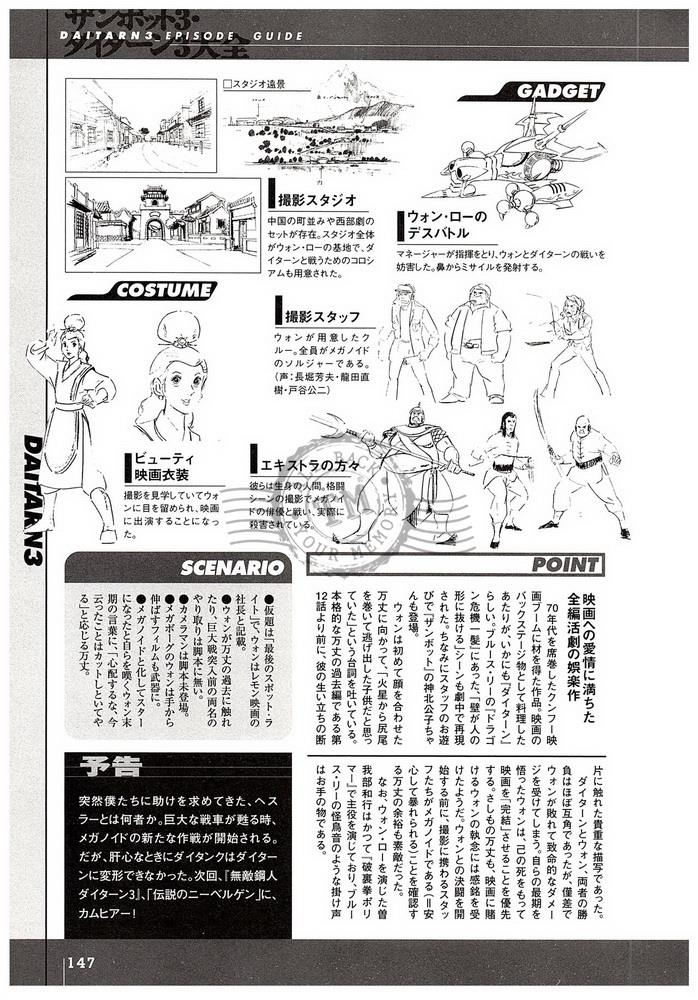 ザンボット3・
ダイターン3大全
DAITARN3 EPISODE GUIDE
□スタジオ遠景
GADGET
撮影スタジオ
中国の町並みや西部劇の
セットが存在。スタジオ全体
がウォン・ローの基地で、ダ
イターンと戦うためのコロシ
アムも用意された。
ウォン・ローの
デスバトル
マネージャーが指揮をとり、ウォンとダイターンの戦いを
妨害した。鼻からミサイルを発射する。
COSTUME
撮影スタッフ
ウォンが用意したク
ルー。全員がメガノイド
のソルジャーである。
(声:長堀芳夫・龍田直
樹・戸谷公二)
ビューティ
映画衣装
撮影を見学していてウォ
ンに目を留められ、映画
に出演することになっ
た。
エキストラの方々
彼らは生身の人間。格闘
シーンの撮影でメガノイ
ドの俳優と戦い、実際に
殺害されている。
TO BACK
YOUR MEMORY
DAITARN3
POINT
映画への愛情に満ちた
全編活劇の娯楽作
70年代を席巻したカンフー映
画ブームに材を得た作品。映画の
バックステージ物として料理した
あたりが、いかにも『ダイターン』
らしい。ブルース・リーの『ドラゴ
ン危機一髪』にあった、「壁が人の
形に抜ける」シーンも劇中で再現
された。ちなみにスタッフのお遊
びで『ザンボット』の神北公子ちゃ
んも登場。
ウォンは初めて顔を合わせた
万丈に向かって、「火星から尻尾
を巻いて逃げ出した子供だと思っ
ていた」という台詞を吐いている。
本格的な万丈の過去編である第
12話より前に、彼の生い立ちの断
片に触れた貴重な描写であった。
ダイターンとウォン、両者の勝
負はほぼ互角であったが、僅差で
ウォンが敗れて致命的なダメー
ジを受けてしまう。自らの最期を
悟ったウォンは、「己の死をもって
映画を『完結』させる」ことを優先
する。さしもの万丈も、映画に賭
けるウォンの執念には感銘を受
けたようだ。ウォンとの決闘を開
始する前に、撮影に携わるスタッ
フたちがメガノイドである(=安
心して暴れられる)ことを確認す
る万丈の余裕も素敵だった。
なお、ウォン・ローを演じた曽
我部和行はかつて『破裏拳ポリ
マー』で主役を演じており、ブルー
ス・リーの怪鳥音のような掛け声
はお手の物である。
SCENARIO
●仮題は「最後のスポット・ラ
イト」で、ウォンはレモン映画の
社長と記載。
●ウォンが万丈の過去に触れ
たり、巨大戦突入前の両名の
やり取りは脚本に無い。
●カメラマンは脚本未登場。
●メガボーグのウォンは手から
伸ばすフィルムも武器に。
●メガノイドと化してスター
になったと自らを嘆くウォン末
期の言葉に、「心配するな、今
云ったことはカットしといてや
る」と応じる万丈。
予告
突然僕たちに助けを求めてきた、ヘス
ラーとは何者か。巨大な戦車が甦る時、
メガノイドの新たな作戦が開始される。
だが、肝心なときにダイタンクはダイターン
に変形できなかった。次回、『無敵鋼人
ダイターン3』、「伝説のニーベルゲン」に、
カムヒアー!
147